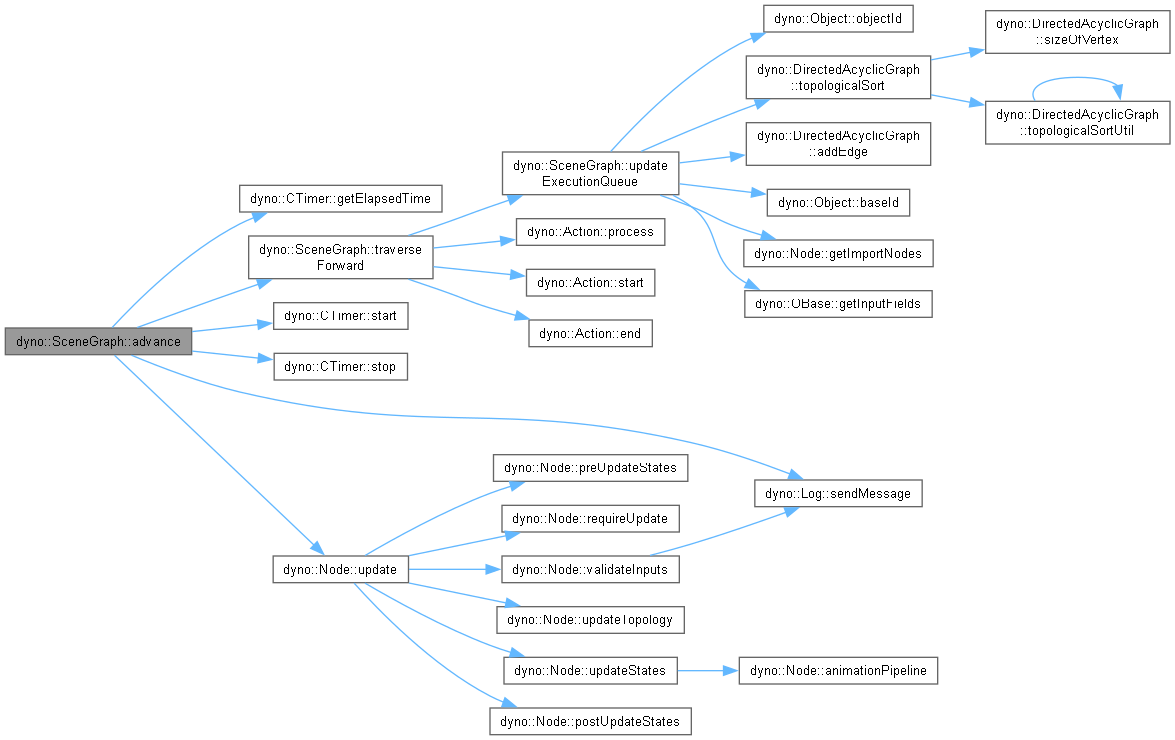 dyno::Object::objectId
dyno::DirectedAcyclicGraph
::sizeOfVertex
dyno::DirectedAcyclicGraph
::topologicalSort
dyno::DirectedAcyclicGraph
::topologicalSortUtil
dyno::DirectedAcyclicGraph
::addEdge
dyno::SceneGraph::update
ExecutionQueue
dyno::CTimer::getElapsedTime
dyno::Object::baseId
dyno::Action::process
dyno::SceneGraph::traverse
Forward
dyno::Node::getImportNodes
dyno::Action::start
dyno::OBase::getInputFields
dyno::CTimer::start
dyno::Action::end
dyno::SceneGraph::advance
dyno::CTimer::stop
dyno::Node::preUpdateStates
dyno::Log::sendMessage
dyno::Node::requireUpdate
dyno::Node::update
dyno::Node::validateInputs
dyno::Node::updateTopology
dyno::Node::updateStates
dyno::Node::animationPipeline
dyno::Node::postUpdateStates